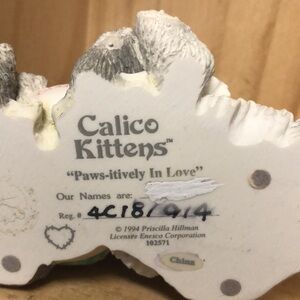 Calico
Kittens™
"Paws-itively In Love"
Our Names are:
Reg. # 4C18/914
© 1994 Priscilla Hillman
Licensee Enesco Corporation
102571
China